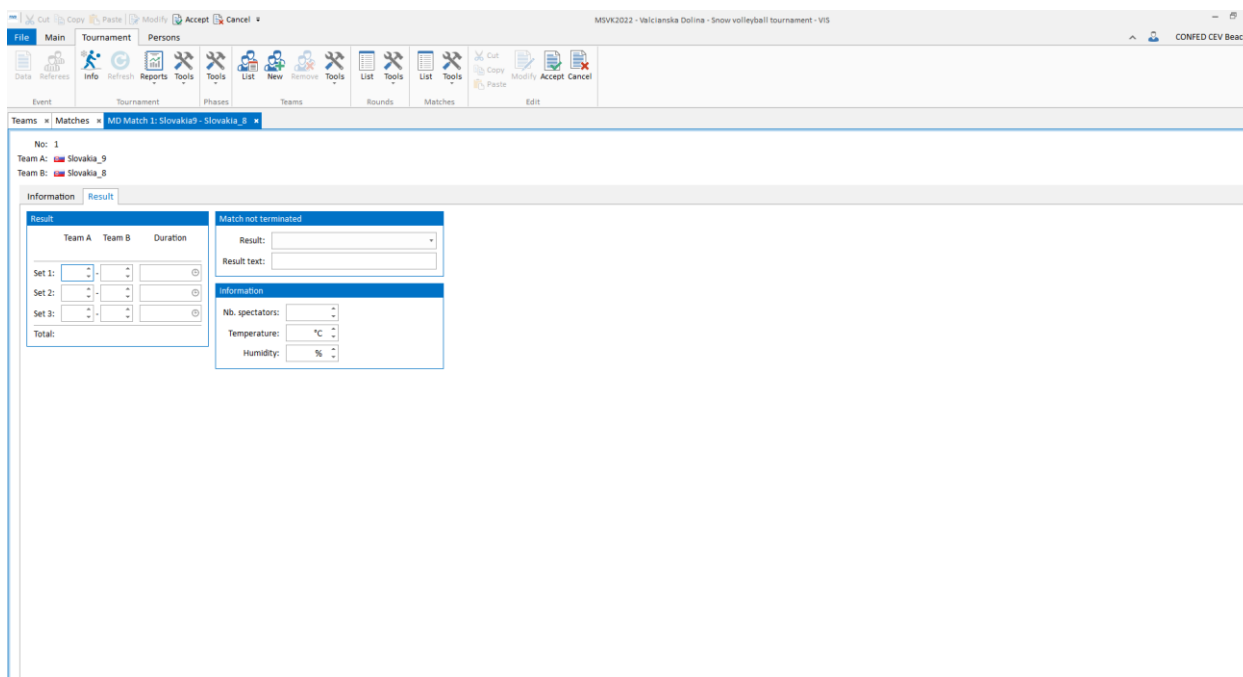 Cut Copy Paste Modify Accept Cancel
MSVK2022 - Valcianska Dolina - Snow volleyball tournament - VIS
File Main Tournament Persons
CONFED CEV Beac
Data Referees Info Refresh Reports Tools Tools List New Remove Tools List Tools List Tools
Cut
Copy
Paste
Modify Accept Cancel
Event Tournament Phases Teams Rounds Matches Edit
Teams Matches MD Match 1: Slovakia9 - Slovakia_8
No: 1
Team A: Slovakia_9
Team B: Slovakia_8
Information Result
Result
Team A Team B Duration
Set 1: -
Set 2: -
Set 3: -
Total:
Match not terminated
Result:
Result text:
Information
Nb. spectators:
Temperature: °C
Humidity: %